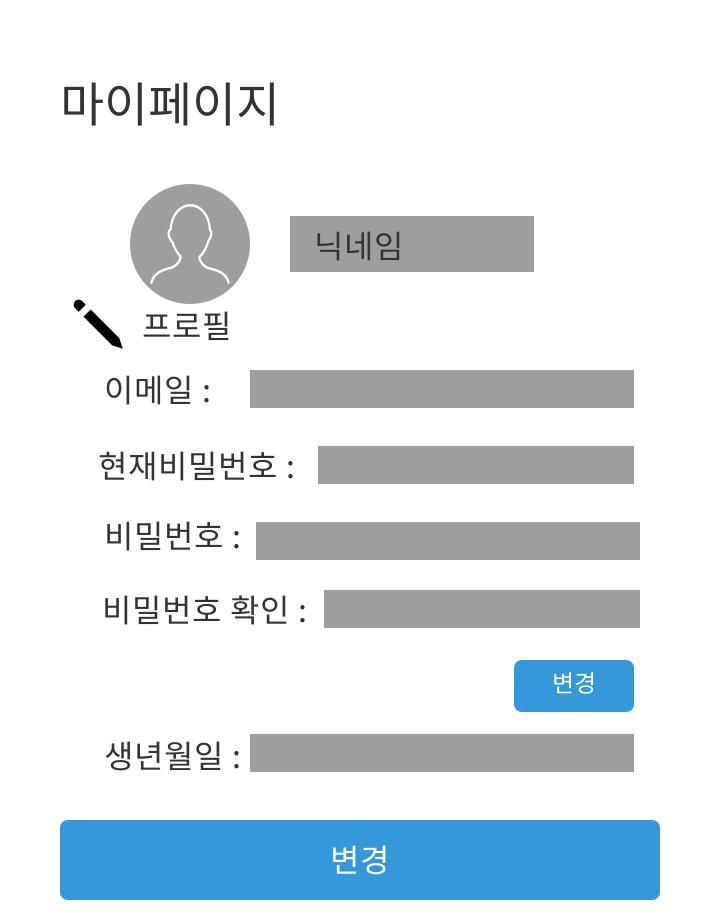 마이페이지
닉네임
프로필
이메일 :
현재비밀번호 :
비밀번호 :
비밀번호 확인 :
변경
생년월일 :
변경